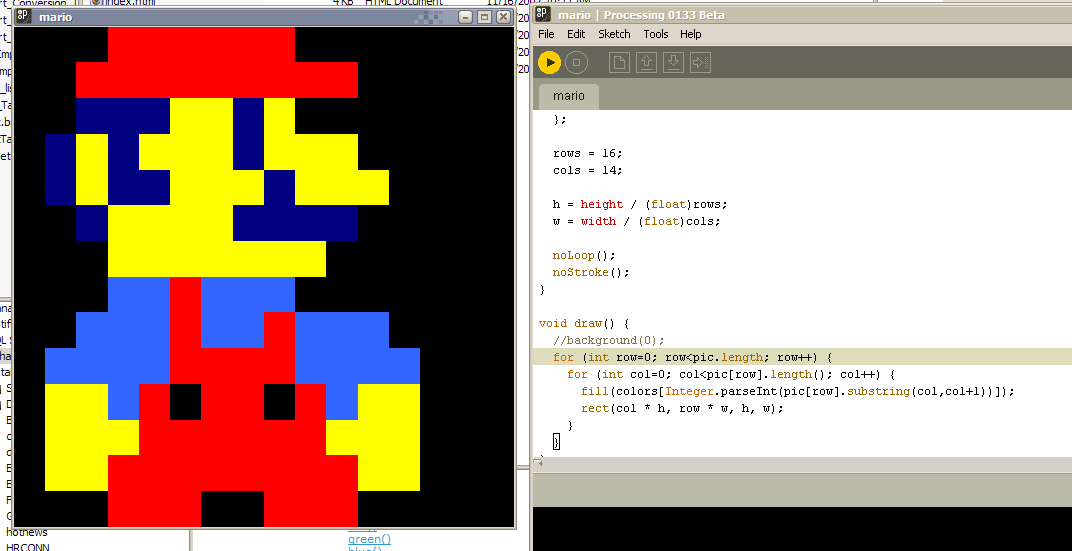 Conversion
index.html
4 KB
HTML Document
mario
mario | Processing 0133 Beta
File Edit Sketch Tools Help
mario
};
rows = 16;
cols = 14;
h = height / (float)rows;
w = width / (float)cols;
noLoop();
noStroke();
}
void draw() {
//background(0);
for (int row=0; row<pic.length; row++) {
for (int col=0; col<pic[row].length(); col++) {
fill(colors[Integer.parseInt(pic[row].substring(col,col+1))]);
rect(col * h, row * w, h, w);
}
}
hotnews
HRCONN
green()
blue()